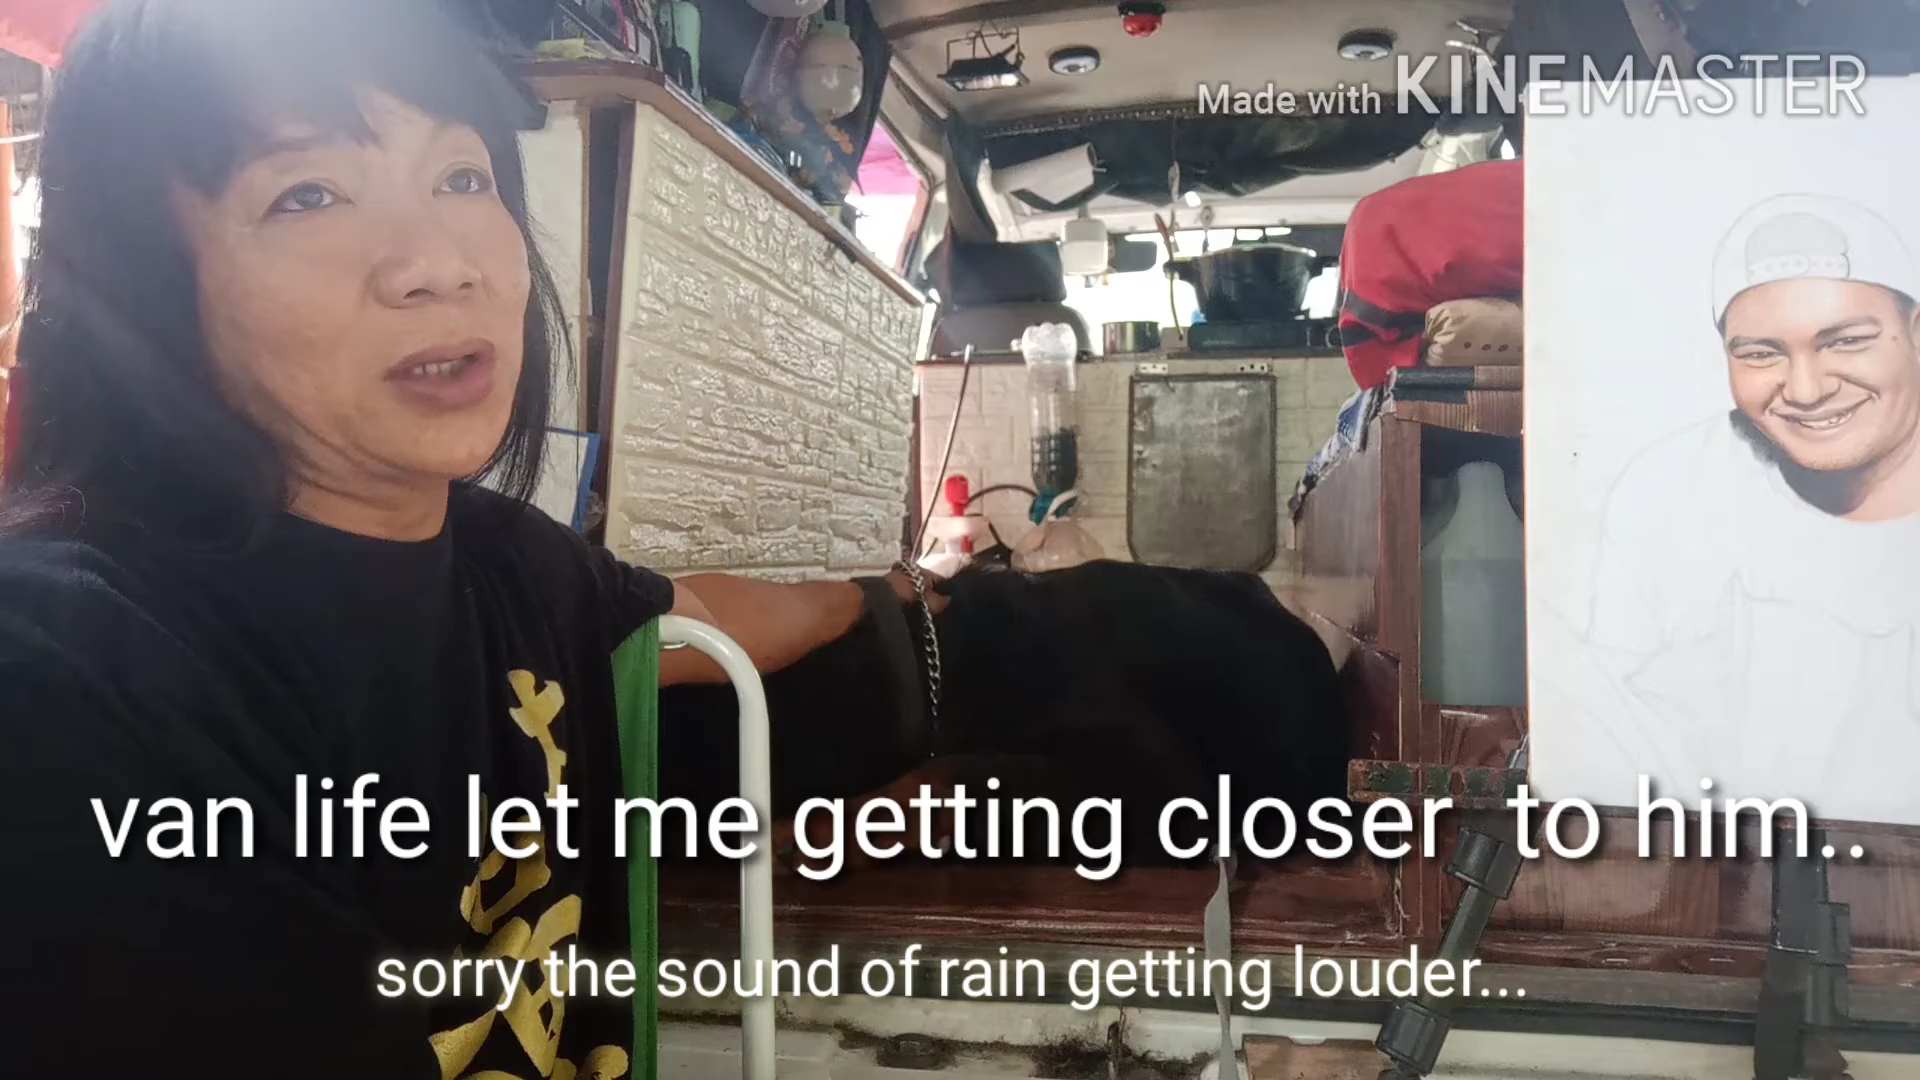 Made with KINEMASTER
van life let me getting closer to him..
sorry the sound of rain getting louder...